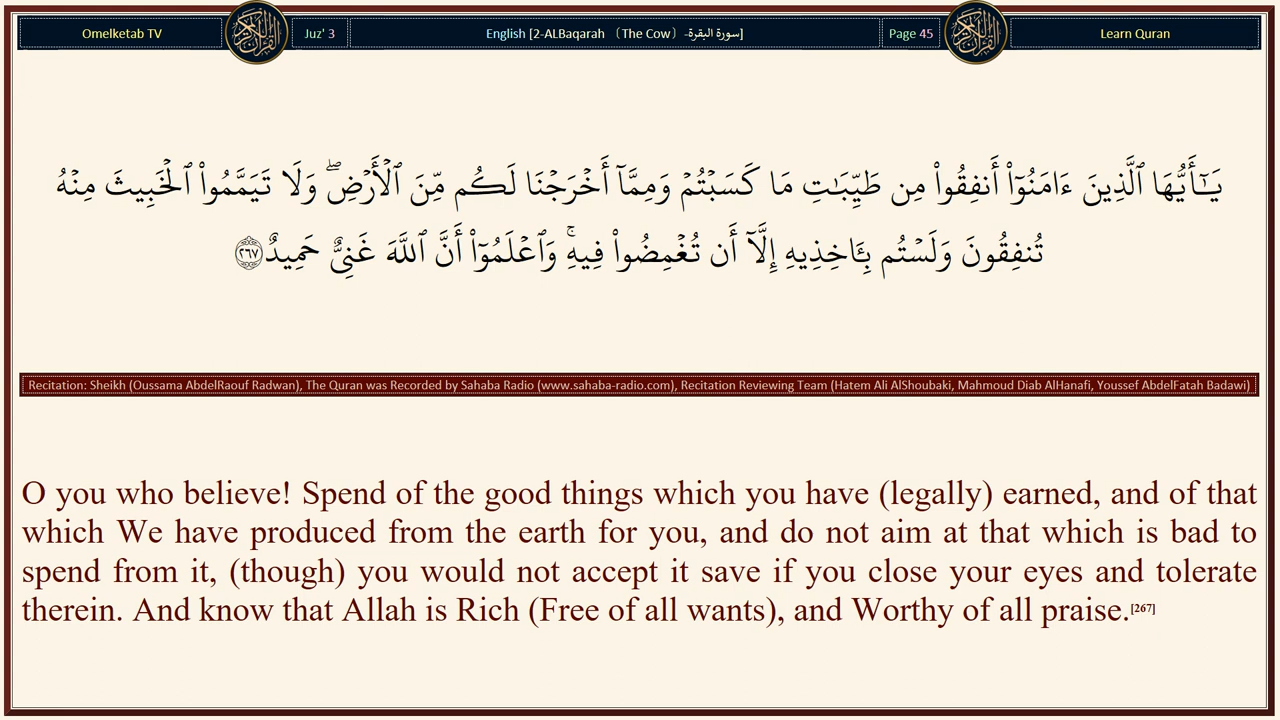 Omelketab TV
Juz' 3
English [2-ALBaqarah (The Cow) -سورة البقرة]
Page 45
Learn Quran
يَـٰٓأَيُّهَا ٱلَّذِينَ ءَامَنُوٓا۟ أَنفِقُوا۟ مِن طَيِّبَـٰتِ مَا كَسَبْتُمْ وَمِمَّآ أَخْرَجْنَا لَكُم مِّنَ ٱلْأَرْضِ ۖ وَلَا تَيَمَّمُوا۟ ٱلْخَبِيثَ مِنْهُ
تُنفِقُونَ وَلَسْتُم بِـَٔاخِذِيهِ إِلَّآ أَن تُغْمِضُوا۟ فِيهِ ۚ وَٱعْلَمُوٓا۟ أَنَّ ٱللَّهَ غَنِىٌّ حَمِيدٌ ٢٦٧
Recitation: Sheikh (Oussama AbdelRaouf Radwan), The Quran was Recorded by Sahaba Radio (www.sahaba-radio.com), Recitation Reviewing Team (Hatem Ali AlShoubaki, Mahmoud Diab AlHanafi, Youssef AbdelFatah Badawi)
O you who believe! Spend of the good things which you have (legally) earned, and of that
which We have produced from the earth for you, and do not aim at that which is bad to
spend from it, (though) you would not accept it save if you close your eyes and tolerate
therein. And know that Allah is Rich (Free of all wants), and Worthy of all praise.[267]